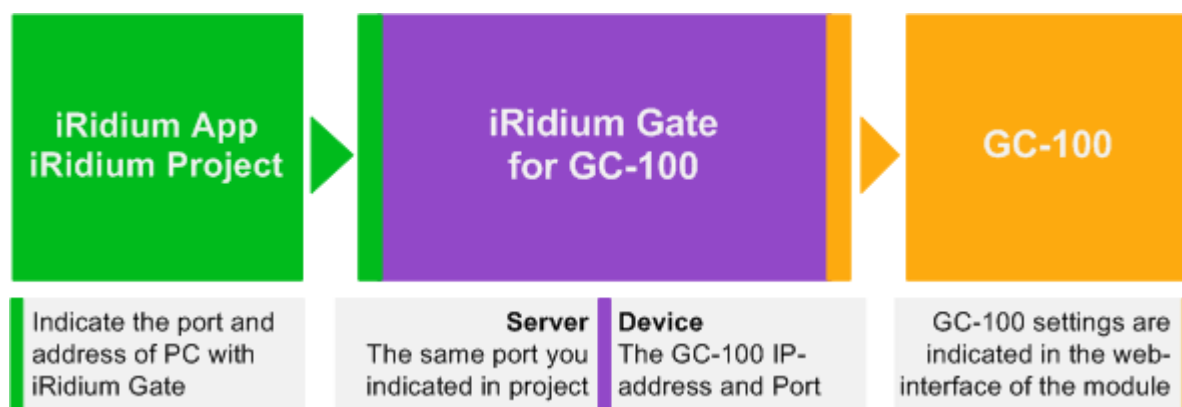 iRidium App
iRidium Project
iRidium Gate
for GC-100
GC-100
Indicate the port and
address of PC with
iRidium Gate
Server
The same port you
indicated in project
Device
The GC-100 IP-
address and Port
GC-100 settings are
indicated in the web-
interface of the module